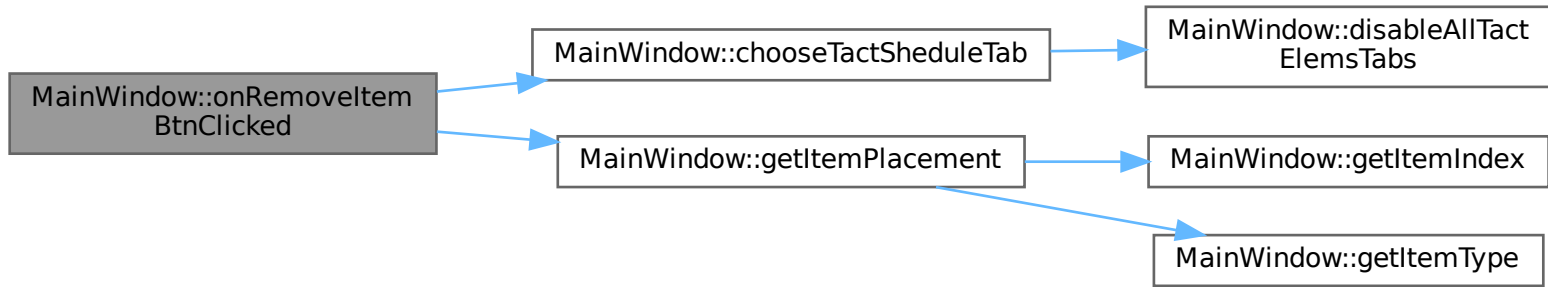 MainWindow::onRemoveItem
BtnClicked
MainWindow::chooseTactSheduleTab
MainWindow::disableAllTact
ElemsTabs
MainWindow::getItemPlacement
MainWindow::getItemIndex
MainWindow::getItemType